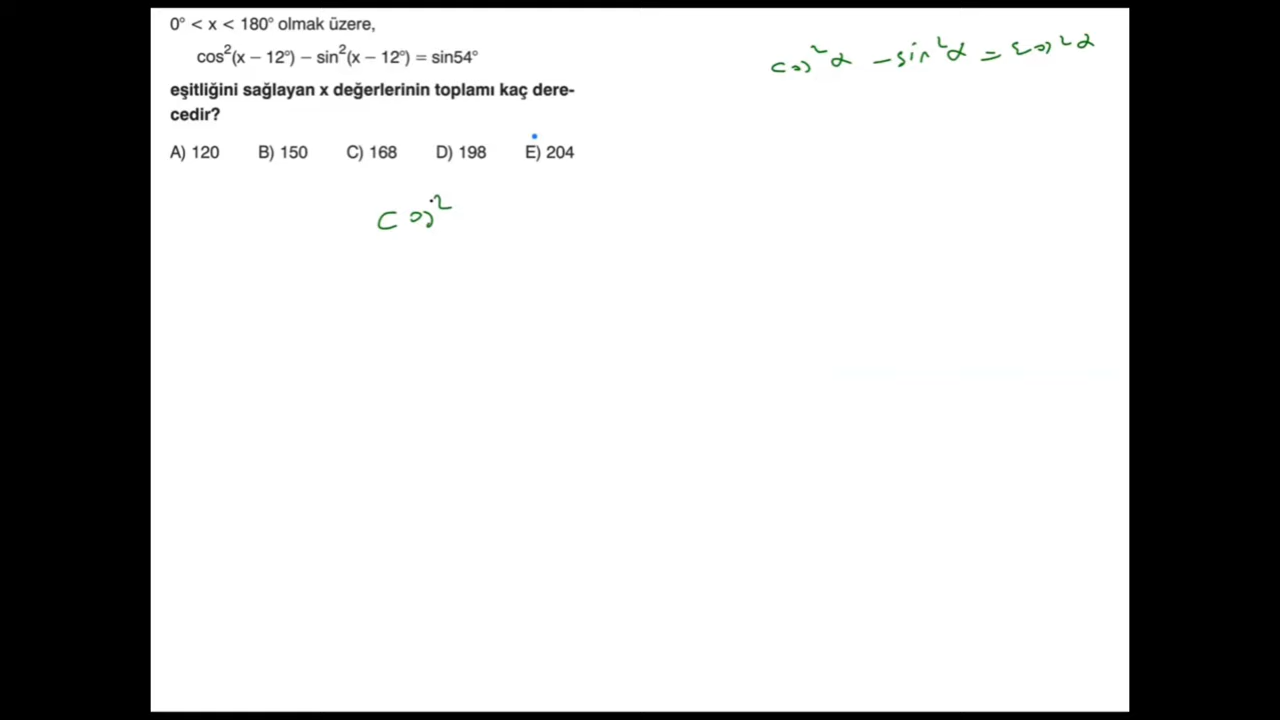 0° < x < 180° olmak üzere,
cos²(x – 12°) – sin²(x – 12°) = sin54°
eşitliğini sağlayan x değerlerinin toplamı kaç dere-
cedir?
A) 120 B) 150 C) 168 D) 198 E) 204
cos²α – sin²α = cos2α
cos²